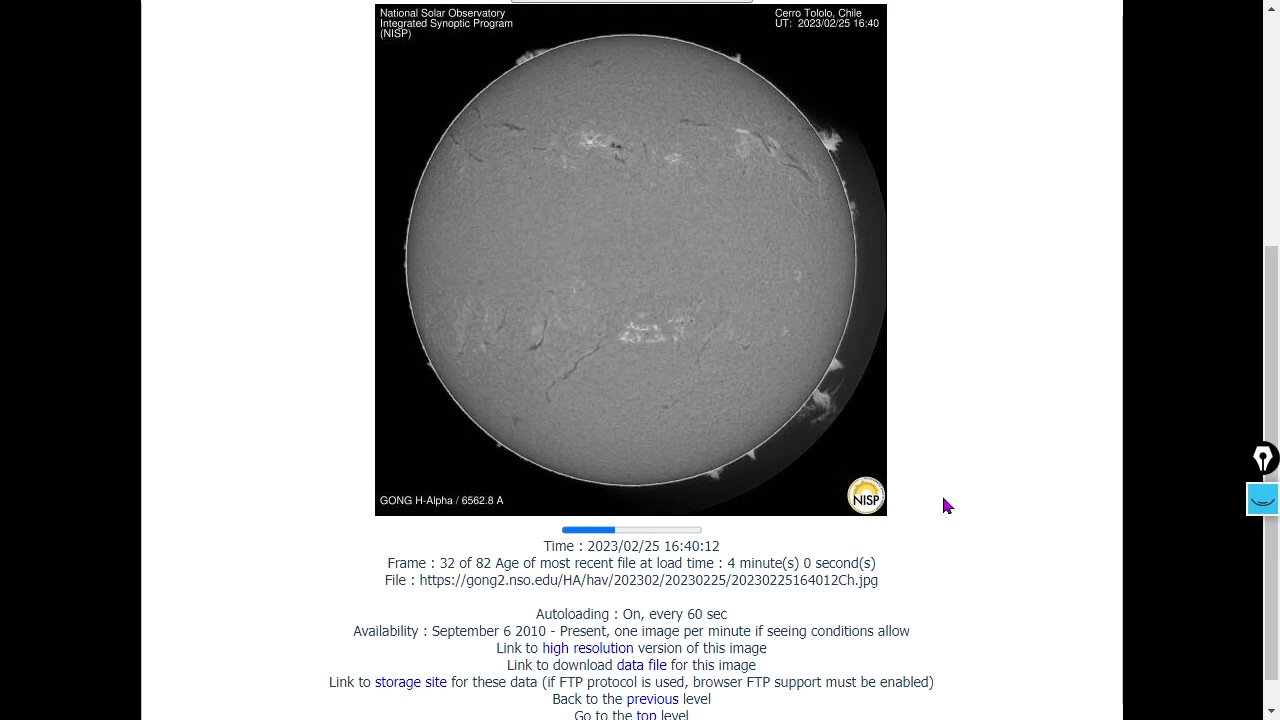 National Solar Observatory
Integrated Synoptic Program
(NISP)
Cerro Tololo, Chile
UT: 2023/02/25 16:40
GONG H-Alpha / 6562.8 A
NISP
Time : 2023/02/25 16:40:12
Frame : 32 of 82 Age of most recent file at load time : 4 minute(s) 0 second(s)
File : https://gong2.nso.edu/HA/hav/202302/20230225/20230225164012Ch.jpg
Autoloading : On, every 60 sec
Availability : September 6 2010 - Present, one image per minute if seeing conditions allow
Link to high resolution version of this image
Link to download data file for this image
Link to storage site for these data (if FTP protocol is used, browser FTP support must be enabled)
Back to the previous level
Go to the top level